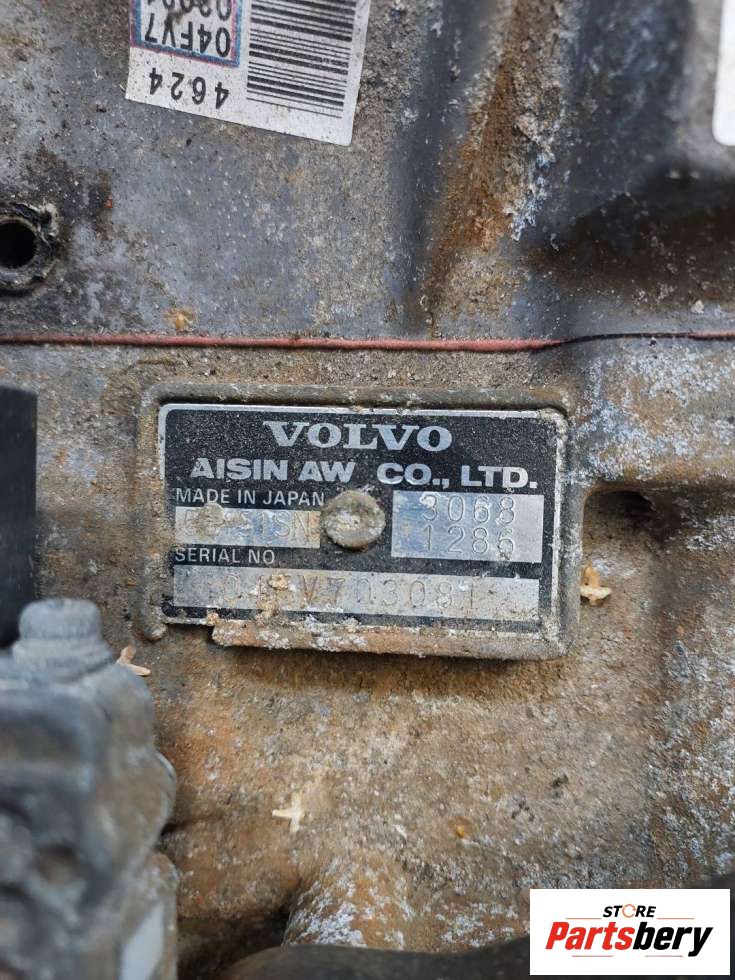 4624
04FV7
VOLVO
AISIN AW CO., LTD.
MADE IN JAPAN
3068
1286
SERIAL NO
STORE
Partsbery